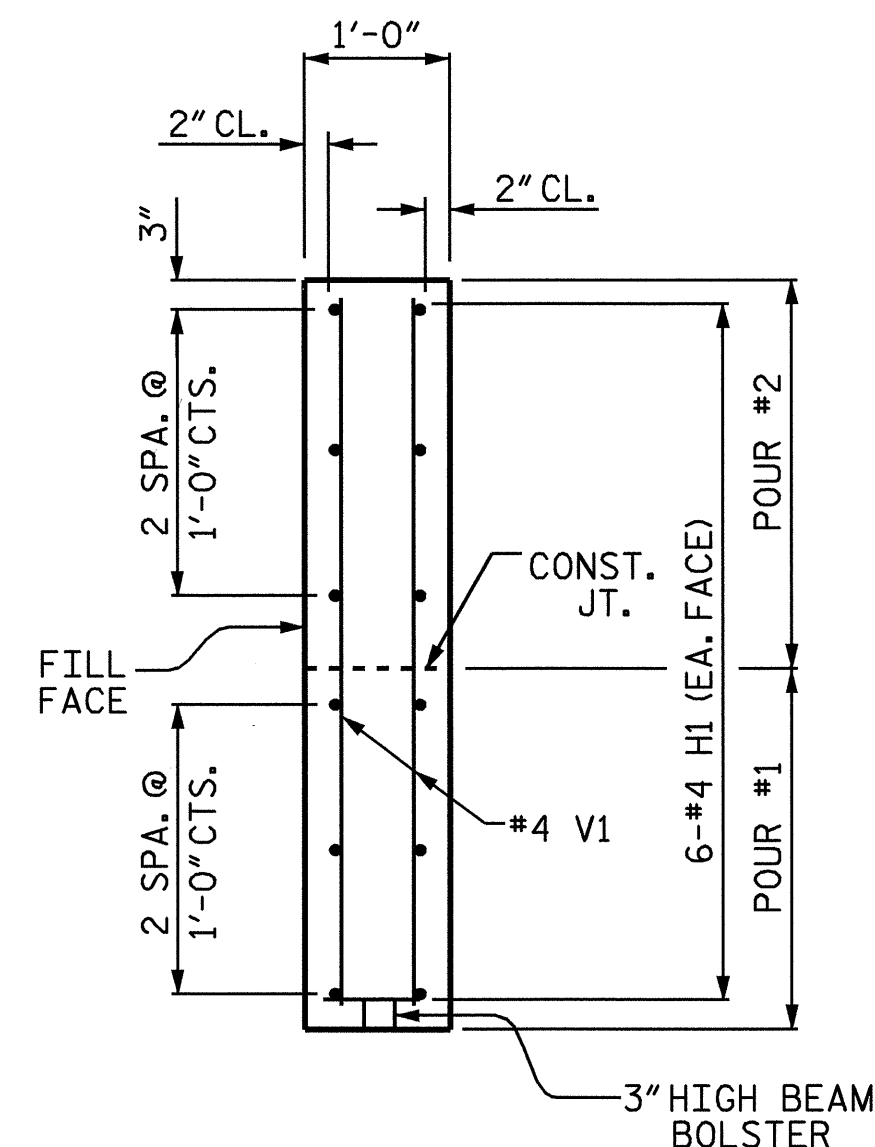 1'-0"
2" CL.
2" CL.
3"
2 SPA. @
1'-0" CTS.
POUR #2
CONST.
JT.
6-#4 H1 (EA. FACE)
FILL
FACE
2 SPA. @
1'-0" CTS.
#4 V1
POUR #1
3" HIGH BEAM
BOLSTER